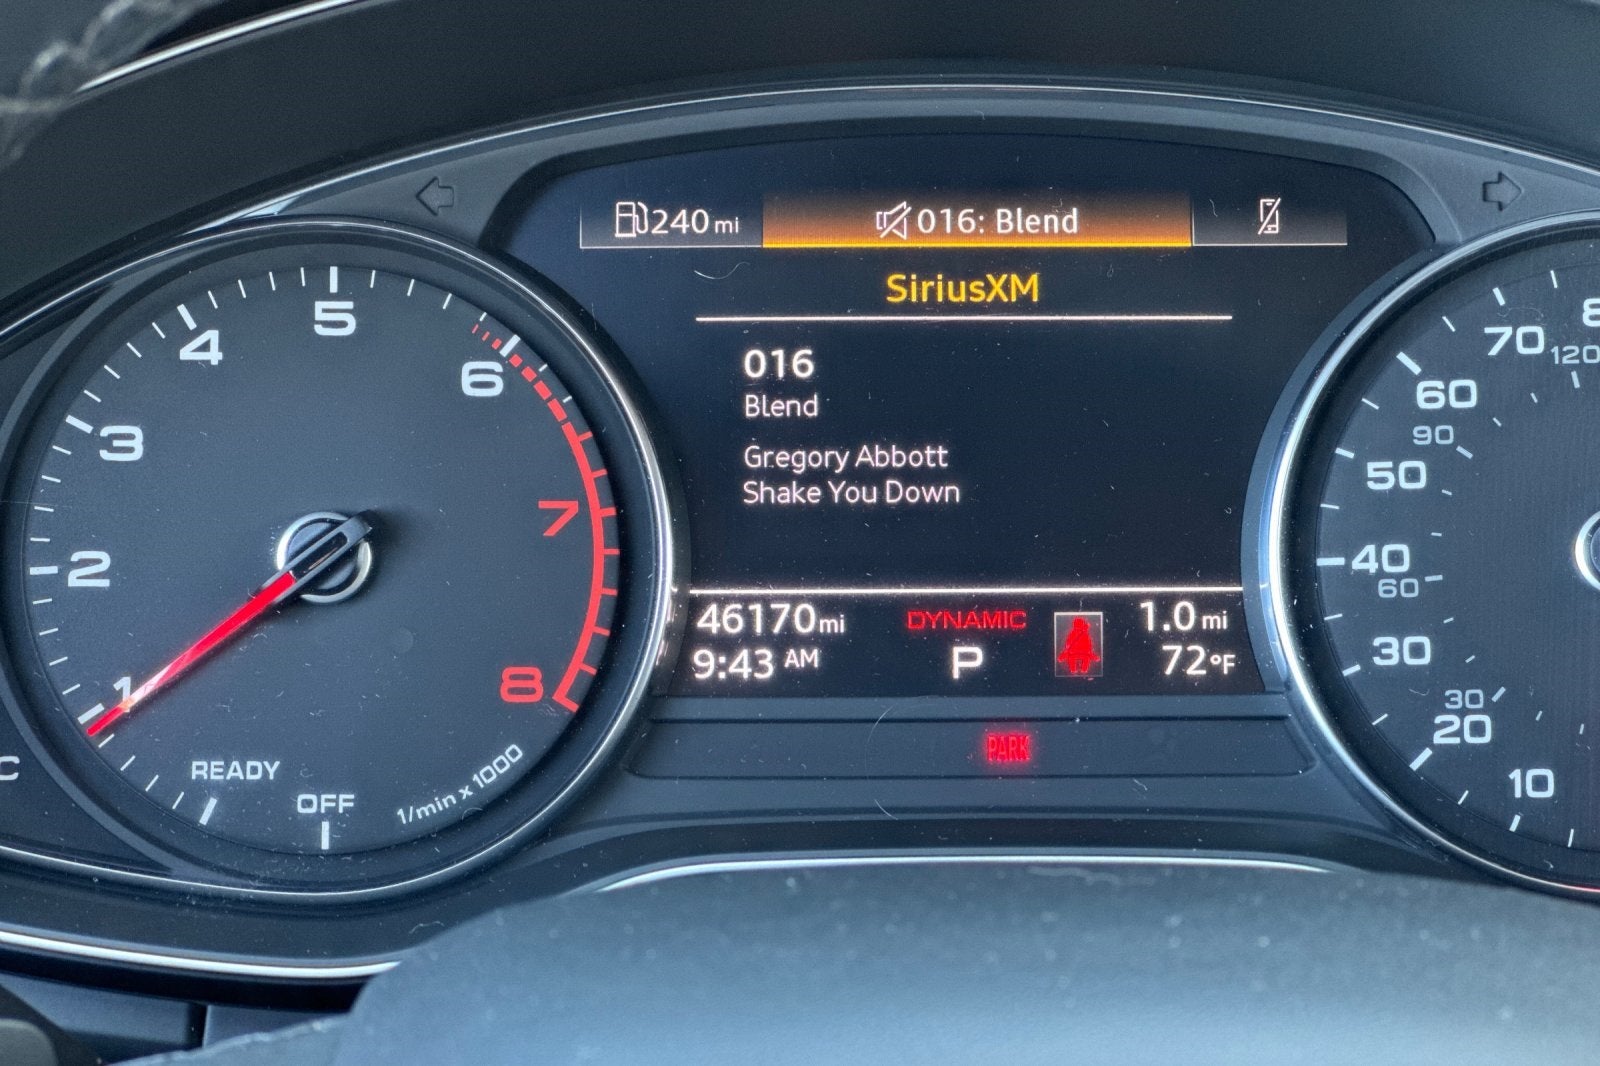 240 mi
016: Blend
SiriusXM
016
Blend
Gregory Abbott
Shake You Down
46170 mi
DYNAMIC
1.0 mi
9:43 AM
P
72°F
PARK
1
2
3
4
5
6
7
8
READY
OFF
1/min x 1000
C
10
20
30
30
40
60
50
90
60
70
120